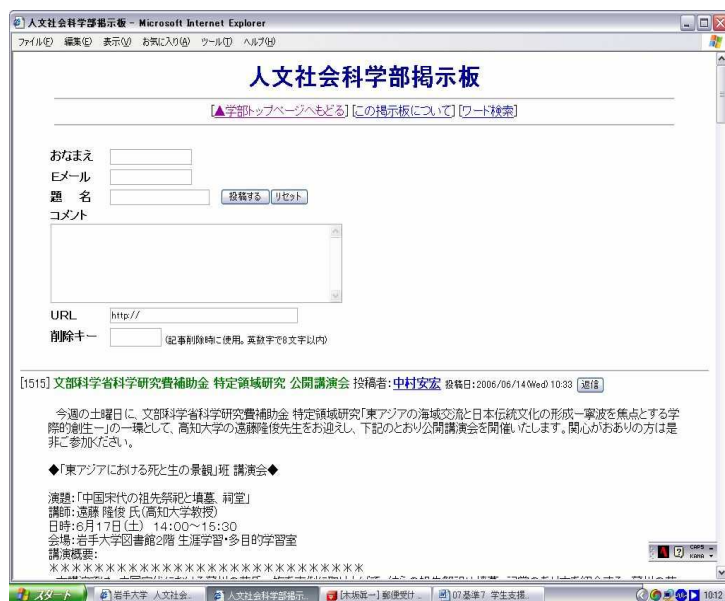 人文社会科学部掲示板 - Microsoft Internet Explorer
ファイル(F) 編集(E) 表示(V) お気に入り(A) ツール(T) ヘルプ(H)
人文社会科学部掲示板
[▲学部トップページへもどる] [この掲示板について] [ワード検索]
おなまえ
Eメール
題 名 投稿する リセット
コメント
URL http://
削除キー (記事削除時に使用。英数字で8文字以内)
[1515] 文部科学省科学研究費補助金 特定領域研究 公開講演会 投稿者:中村安宏 投稿日:2006/06/14(Wed) 10:33 返信
今週の土曜日に、文部科学省科学研究費補助金 特定領域研究「東アジアの海域交流と日本伝統文化の形成ー寧波を焦点とする学
際的創生ー」の一環として、高知大学の遠藤隆俊先生をお迎えし、下記のとおり公開講演会を開催いたします。関心がおありの方は是
非ご参加ください。
◆「東アジアにおける死と生の景観」班 講演会◆
演題:「中国宋代の祖先祭祀と墳墓、祠堂」
講師:遠藤 隆俊 氏(高知大学教授)
日時:6月17日(土) 14:00～15:30
会場:岩手大学図書館2階 生涯学習・多目的学習室
講演概要:
＊＊＊＊＊＊＊＊＊＊＊＊＊＊＊＊＊＊＊＊＊＊＊＊＊＊＊
A CAPS KANA
スタート 岩手大学 人文社会.. 人文社会科学部掲示.. [木坂眞一] 郵便受け.. 07基準7 学生支援.. 10:12